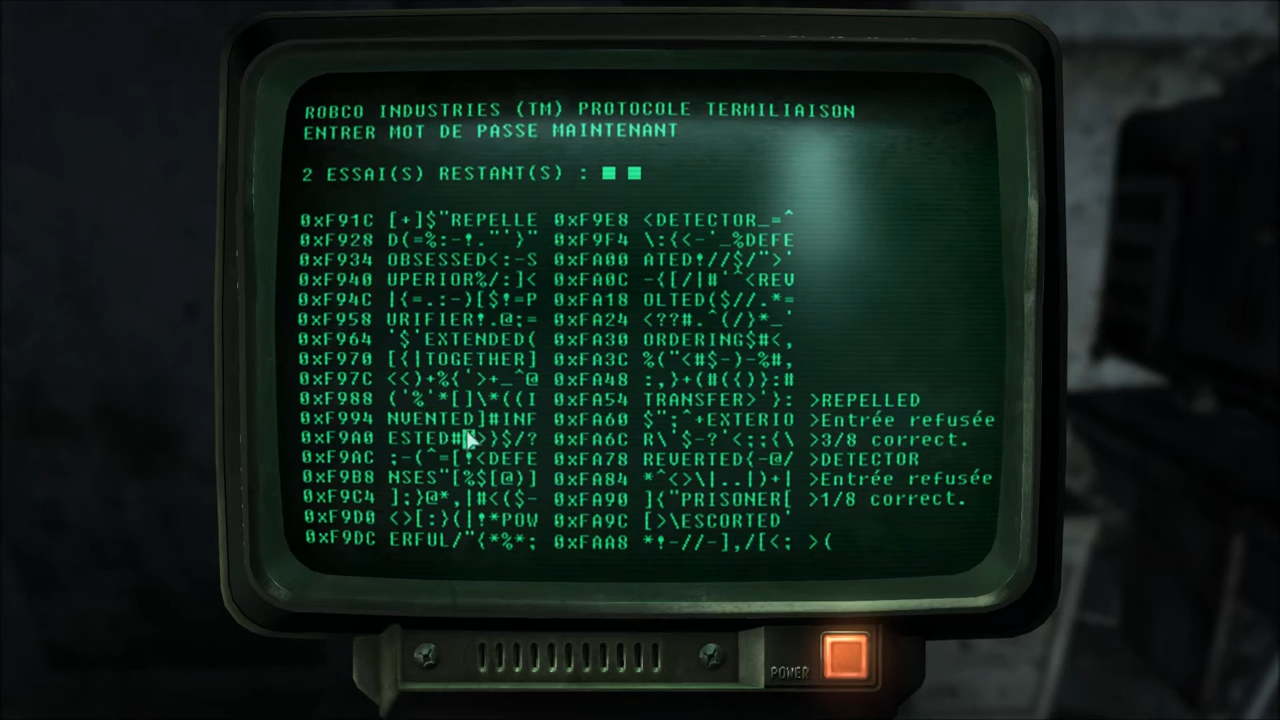 ROBCO INDUSTRIES (TM) PROTOCOLE TERMILIAISON
ENTRER MOT DE PASSE MAINTENANT
2 ESSAI(S) RESTANT(S) : ■ ■
0xF91C [+]$"REPELLE 0xF9E8 <DETECTOR_=^
0xF928 D(=%:-!."'}" 0xF9F4 \:{<-'_%DEFE
0xF934 OBSESSED<:-S 0xFA00 ATED!//$/">'
0xF940 UPERIOR%/:]< 0xFA0C -{[/|#'^<REV
0xF94C |{=.:-)[$!=P 0xFA18 OLTED($//.*=
0xF958 URIFIER!.@;= 0xFA24 <??#.^(/}*_'
0xF964 '$'EXTENDED( 0xFA30 ORDERING$#<,
0xF970 [{|TOGETHER] 0xFA3C %("<#$-)-%#,
0xF97C <<)+%{'>+_^@ 0xFA48 :,}+(#({)}:#
0xF988 ('%'*[]\*((I 0xFA54 TRANSFER>'}: >REPELLED
0xF994 NVENTED]#INF 0xFA60 $";^+EXTERIO >Entrée refusée
0xF9A0 ESTED# >}$/? 0xFA6C R\'$-?'<;:{\ >3/8 correct.
0xF9AC ;-(^=[!<DEFE 0xFA78 REVERTED{-@/ >DETECTOR
0xF9B8 NSES"[%$[@)] 0xFA84 *^<>\|..|)+| >Entrée refusée
0xF9C4 ];}@*,|#<($- 0xFA90 ]{"PRISONER[ >1/8 correct.
0xF9D0 <>[:}(|!*POW 0xFA9C [>\ESCORTED'
0xF9DC ERFUL/"{*%*; 0xFAA8 *!-//-],/[<; >(
POWER